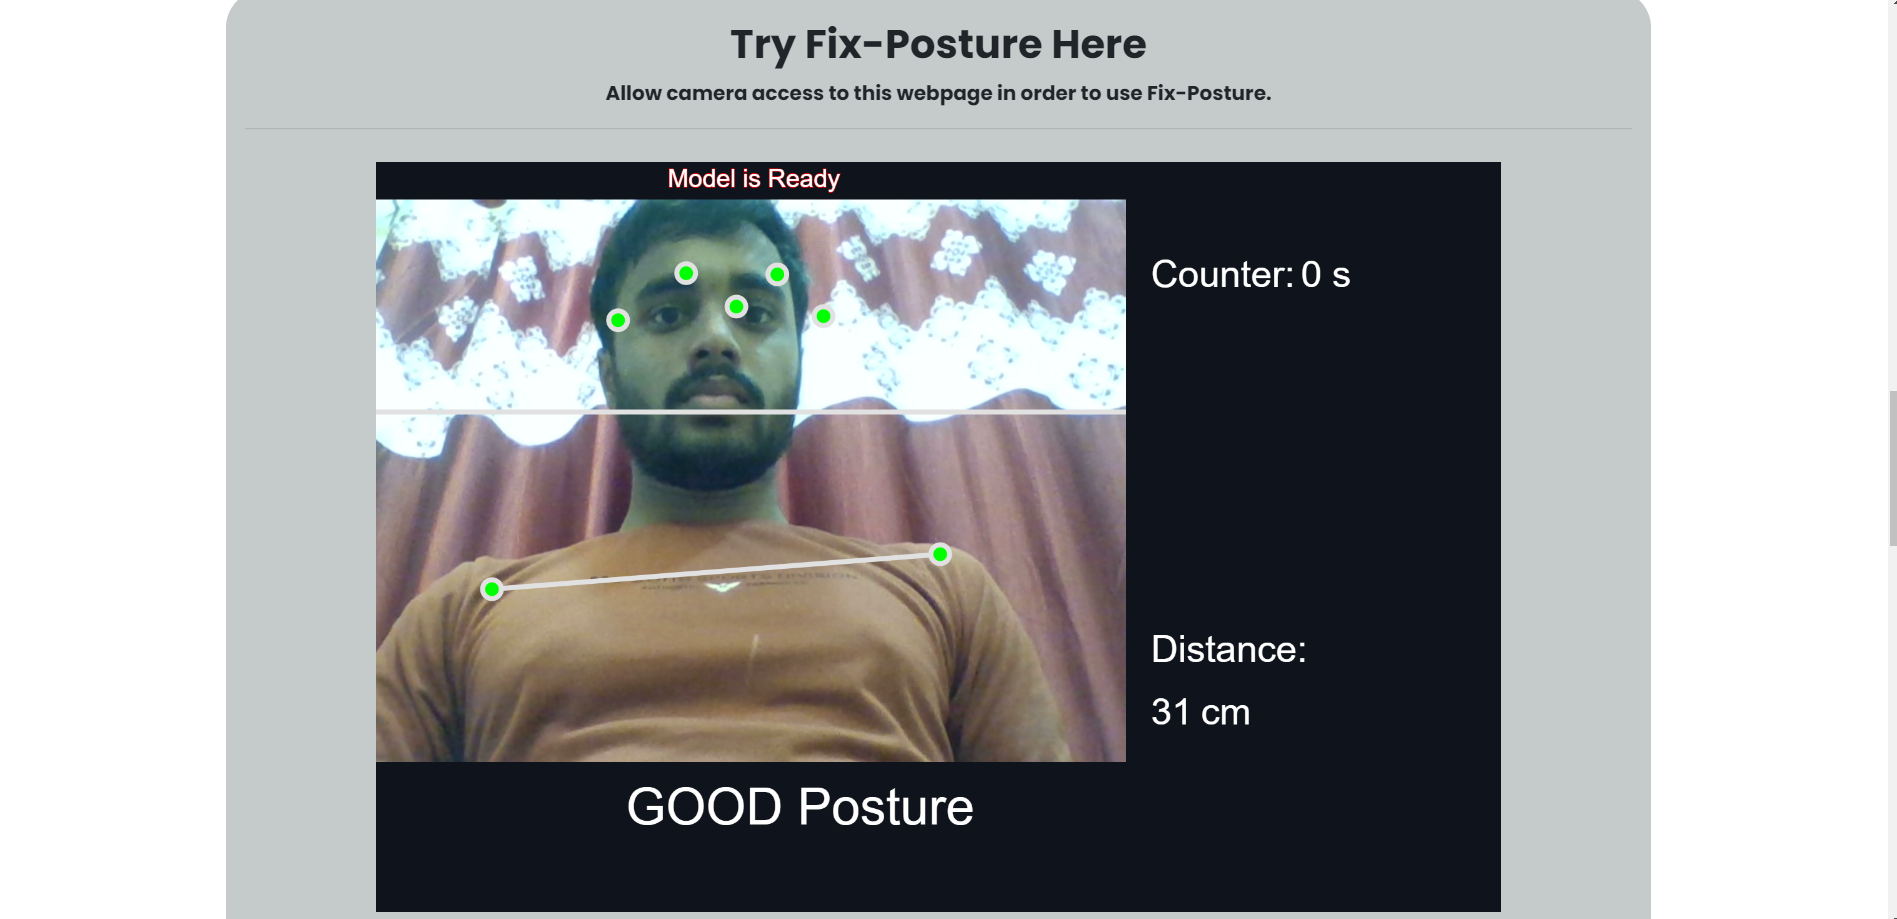 Try Fix-Posture Here
Allow camera access to this webpage in order to use Fix-Posture.
Model is Ready
Counter: 0 s
Distance:
31 cm
GOOD Posture